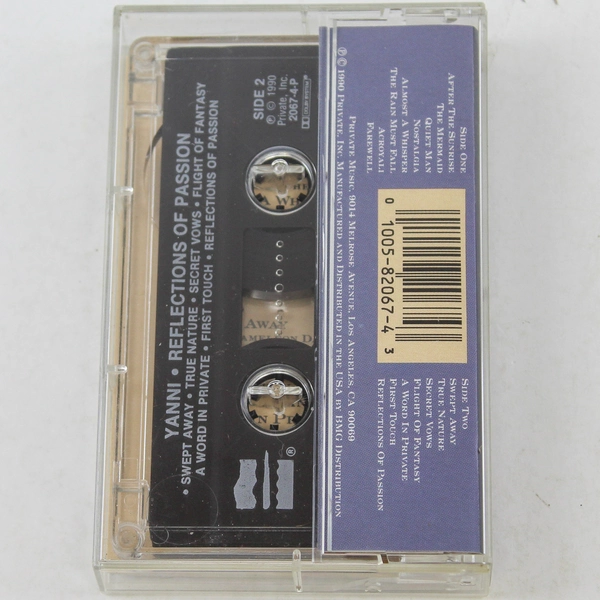 YANNI • REFLECTIONS OF PASSION
• SWEPT AWAY • TRUE NATURE • SECRET VOWS • FLIGHT OF FANTASY
A WORD IN PRIVATE • FIRST TOUCH • REFLECTIONS OF PASSION
SIDE 2
℗ © 1990
Private, Inc.
2067-4-P
AWAY
SIDE ONE
AFTER THE SUNRISE
THE MERMAID
QUIET MAN
NOSTALGIA
ALMOST A WHISPER
THE RAIN MUST FALL
ACROYALI
FAREWELL
0 1005-82067-4 3
SIDE TWO
SWEPT AWAY
TRUE NATURE
SECRET VOWS
FLIGHT OF FANTASY
A WORD IN PRIVATE
FIRST TOUCH
REFLECTIONS OF PASSION
PRIVATE MUSIC, 9014 MELROSE AVENUE, LOS ANGELES, CA 90069
℗ © 1990 PRIVATE, INC. MANUFACTURED AND DISTRIBUTED IN THE USA BY BMG DISTRIBUTION